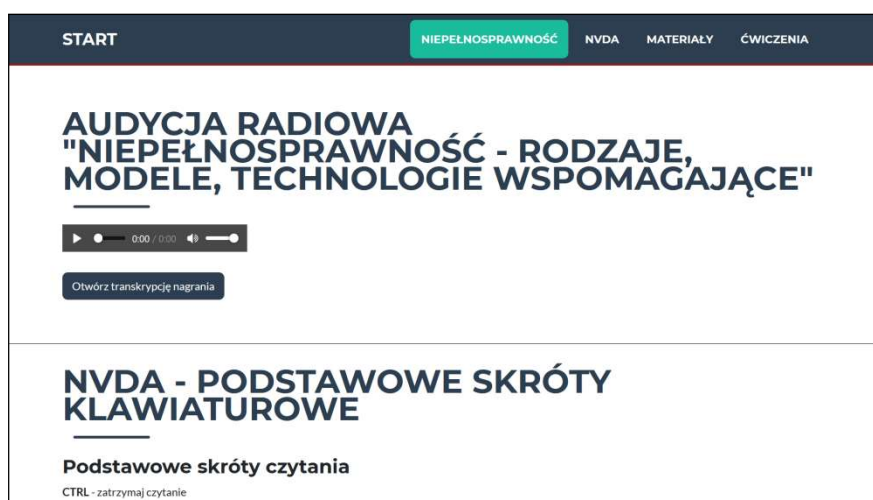 START
NIEPEŁNOSPRAWNOŚĆ NVDA MATERIAŁY ĆWICZENIA
AUDYCJA RADIOWA
"NIEPEŁNOSPRAWNOŚĆ - RODZAJE,
MODELE, TECHNOLOGIE WSPOMAGAJĄCE"
0:00 / 0:00
Otwórz transkrypcję nagrania
NVDA - PODSTAWOWE SKRÓTY
KLAWIATUROWE
Podstawowe skróty czytania
CTRL - zatrzymaj czytanie